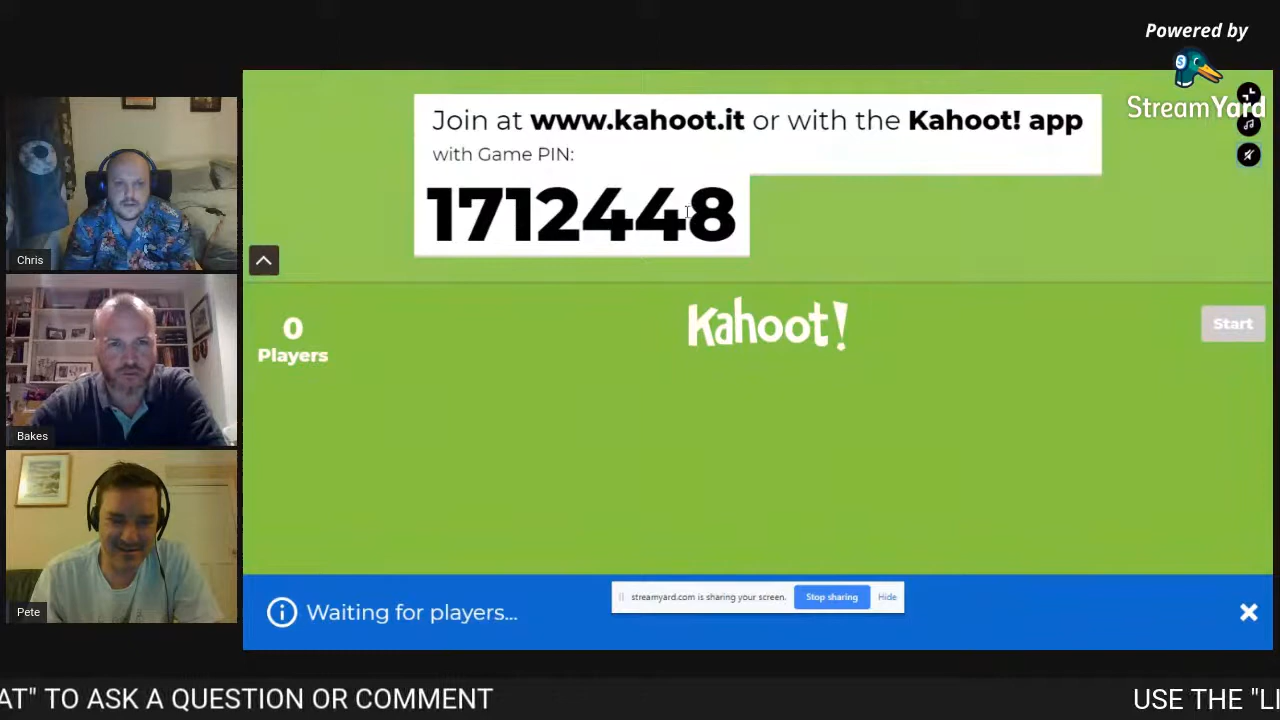 Powered by
StreamYard
Join at www.kahoot.it or with the Kahoot! app
with Game PIN:
1712448
Chris
0
Players
Kahoot!
Start
Bakes
Pete
Waiting for players...
streamyard.com is sharing your screen.
Stop sharing
Hide
AT" TO ASK A QUESTION OR COMMENT
USE THE "LI